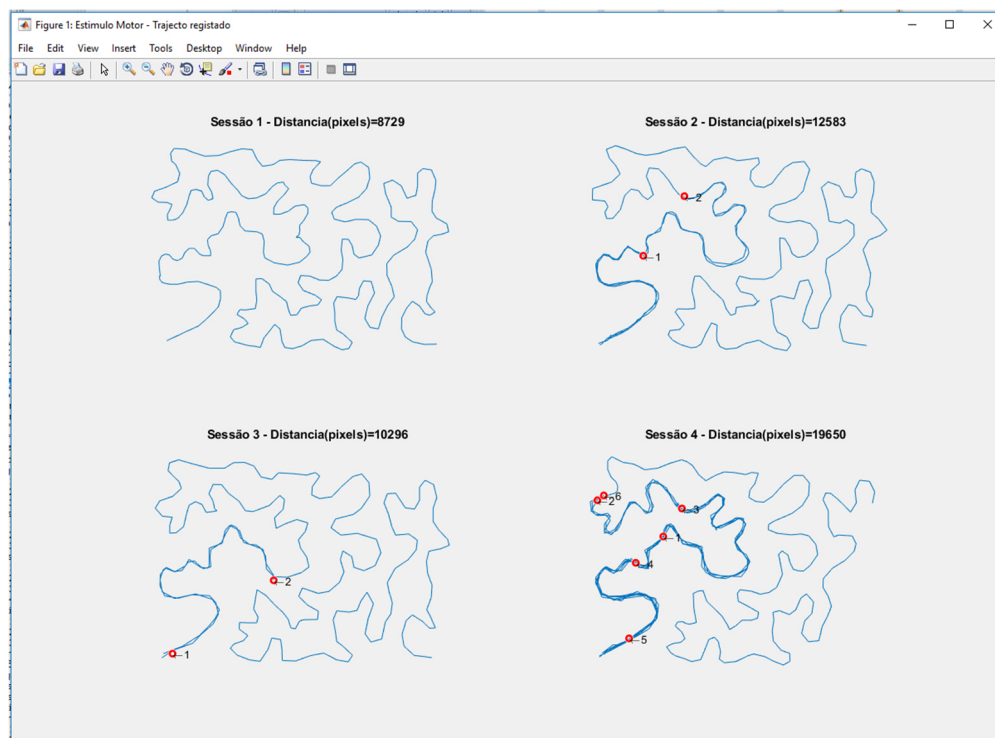 Figure 1: Estimulo Motor - Trajecto registado
File Edit View Insert Tools Desktop Window Help
Sessão 1 - Distancia(pixels)=8729
Sessão 2 - Distancia(pixels)=12583
2
1
Sessão 3 - Distancia(pixels)=10296
Sessão 4 - Distancia(pixels)=19650
2
1
6
2
3
1
4
5